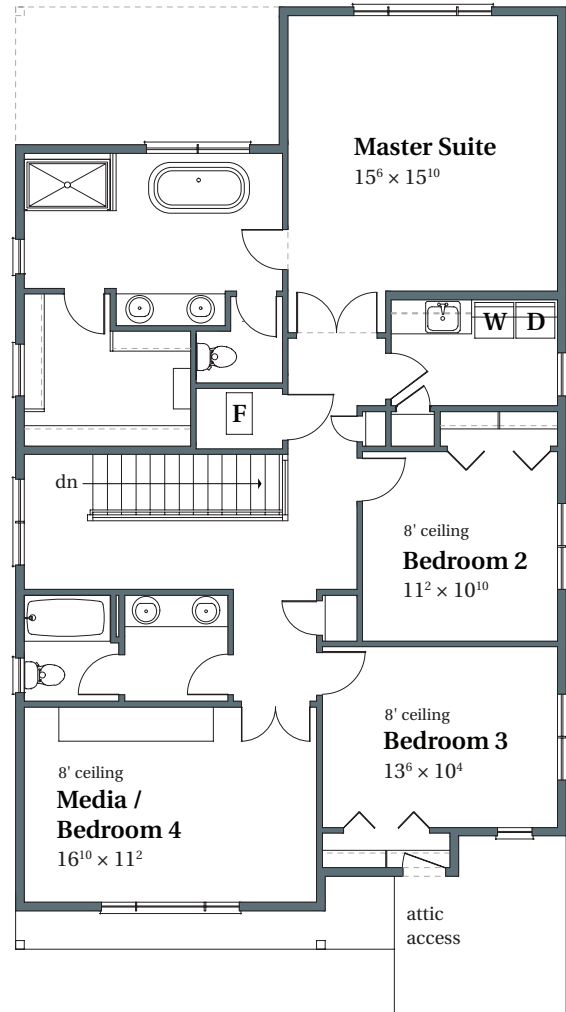 Master Suite
15⁶ × 15¹⁰
W D
F
dn
8' ceiling
Bedroom 2
11² × 10¹⁰
8' ceiling
Bedroom 3
13⁶ × 10⁴
8' ceiling
Media /
Bedroom 4
16¹⁰ × 11²
attic
access